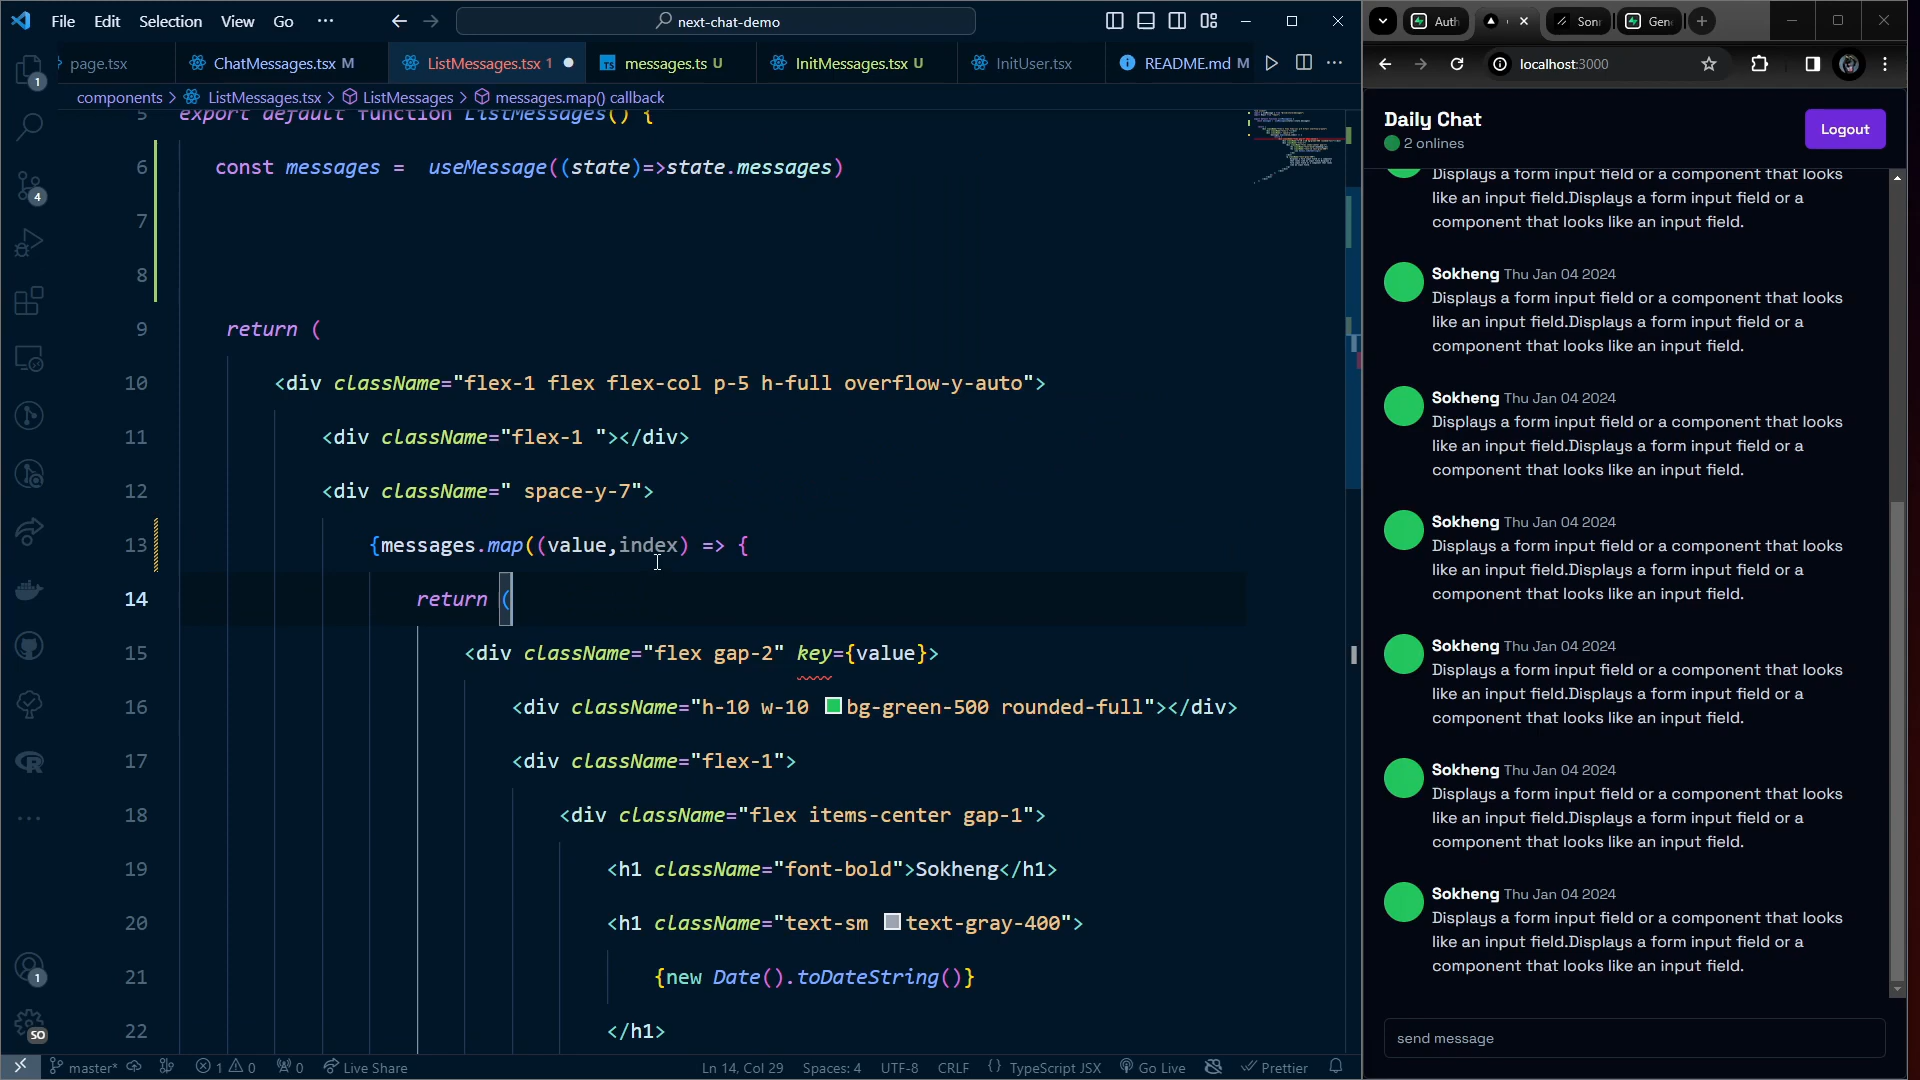 File Edit Selection View Go ··· next-chat-demo
page.tsx ChatMessages.tsx M ListMessages.tsx 1 messages.ts U InitMessages.tsx U InitUser.tsx README.md M
components > ListMessages.tsx > ListMessages > messages.map() callback
5 export default function ListMessages() {
6 const messages = useMessage((state)=>state.messages)
7
8
9 return (
10 <div className="flex-1 flex flex-col p-5 h-full overflow-y-auto">
11 <div className="flex-1 "></div>
12 <div className=" space-y-7">
13 {messages.map((value,index) => {
14 return (
15 <div className="flex gap-2" key={value}>
16 <div className="h-10 w-10 bg-green-500 rounded-full"></div>
17 <div className="flex-1">
18 <div className="flex items-center gap-1">
19 <h1 className="font-bold">Sokheng</h1>
20 <h1 className="text-sm text-gray-400">
21 {new Date().toDateString()}
22 </h1>
1
4
1
SO
master* 1 0 0 Live Share Ln 14, Col 29 Spaces: 4 UTF-8 CRLF {} TypeScript JSX Go Live Prettier
Auth Sonn Gene
localhost:3000
Daily Chat
2 onlines
Logout
Displays a form input field or a component that looks
like an input field.Displays a form input field or a
component that looks like an input field.
Sokheng Thu Jan 04 2024
Displays a form input field or a component that looks
like an input field.Displays a form input field or a
component that looks like an input field.
Sokheng Thu Jan 04 2024
Displays a form input field or a component that looks
like an input field.Displays a form input field or a
component that looks like an input field.
Sokheng Thu Jan 04 2024
Displays a form input field or a component that looks
like an input field.Displays a form input field or a
component that looks like an input field.
Sokheng Thu Jan 04 2024
Displays a form input field or a component that looks
like an input field.Displays a form input field or a
component that looks like an input field.
Sokheng Thu Jan 04 2024
Displays a form input field or a component that looks
like an input field.Displays a form input field or a
component that looks like an input field.
Sokheng Thu Jan 04 2024
Displays a form input field or a component that looks
like an input field.Displays a form input field or a
component that looks like an input field.
send message